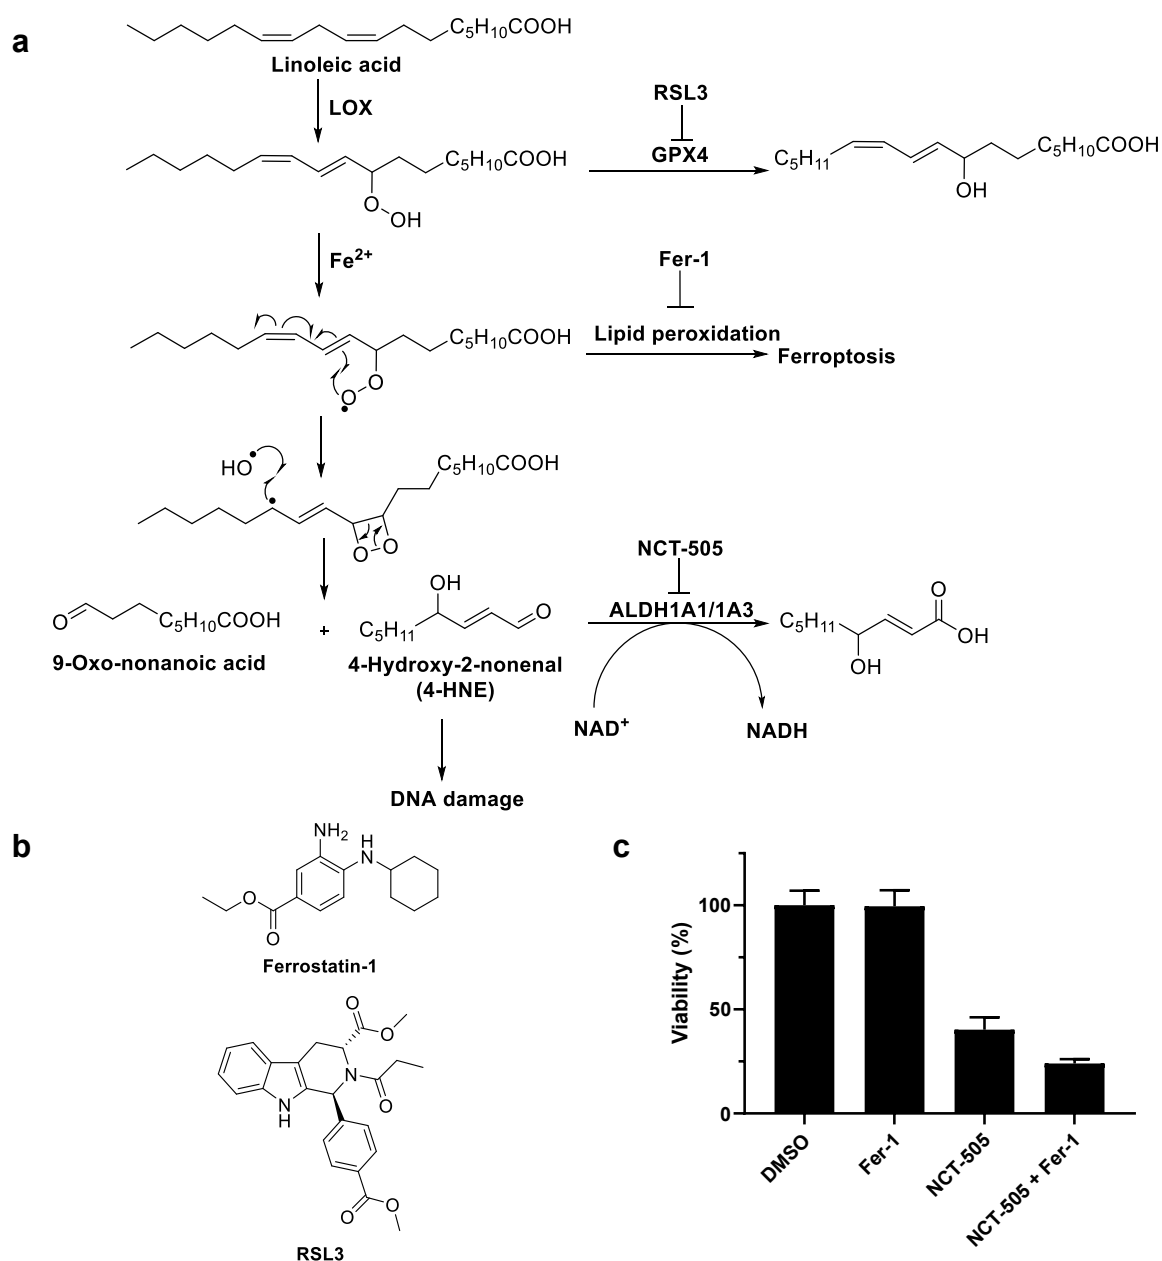 a
C₅H₁₀COOH
Linoleic acid
LOX
RSL3
C₅H₁₀COOH
GPX4
C₅H₁₁
C₅H₁₀COOH
O
OH
OH
Fe²⁺
Fer-1
C₅H₁₀COOH
Lipid peroxidation
Ferroptosis
O
O
HO
C₅H₁₀COOH
O
O
NCT-505
OH
ALDH1A1/1A3
O
O
C₅H₁₀COOH
+
C₅H₁₁
O
C₅H₁₁
OH
OH
9-Oxo-nonanoic acid
4-Hydroxy-2-nonenal
(4-HNE)
NAD⁺
NADH
DNA damage
b
NH₂
H
N
O
O
Ferrostatin-1
O
O
N
O
N
H
O
O
RSL3
c
Viability (%)
100
50
0
DMSO
Fer-1
NCT-505
NCT-505 + Fer-1